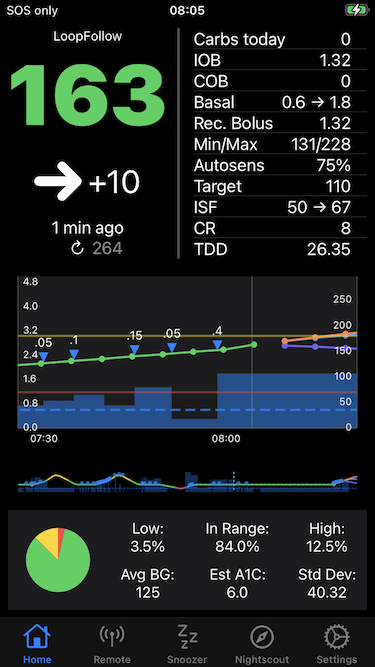 SOS only
08:05
LoopFollow
163
+10
1 min ago
264
Carbs today 0
IOB 1.32
COB 0
Basal 0.6 → 1.8
Rec. Bolus 1.32
Min/Max 131/228
Autosens 75%
Target 110
ISF 50 → 67
CR 8
TDD 26.35
4.8
4.0
3.2
2.4
1.6
0.8
0.0
.05
.1
.15
.05
.4
250
200
150
100
50
0
07:30
08:00
Low: In Range: High:
3.5% 84.0% 12.5%
Avg BG: Est A1C: Std Dev:
125 6.0 40.32
Home Remote Snoozer Nightscout Settings